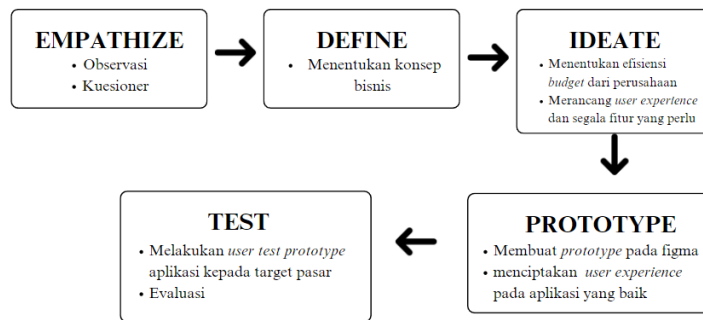 EMPATHIZE
• Observasi
• Kuesioner
DEFINE
• Menentukan konsep
bisnis
IDEATE
• Menentukan efisiensi
budget dari perusahaan
• Merancang user experience
dan segala fitur yang perlu
PROTOTYPE
• Membuat prototype pada figma
• menciptakan user experience
pada aplikasi yang baik
TEST
• Melakukan user test prototype
aplikasi kepada target pasar
• Evaluasi